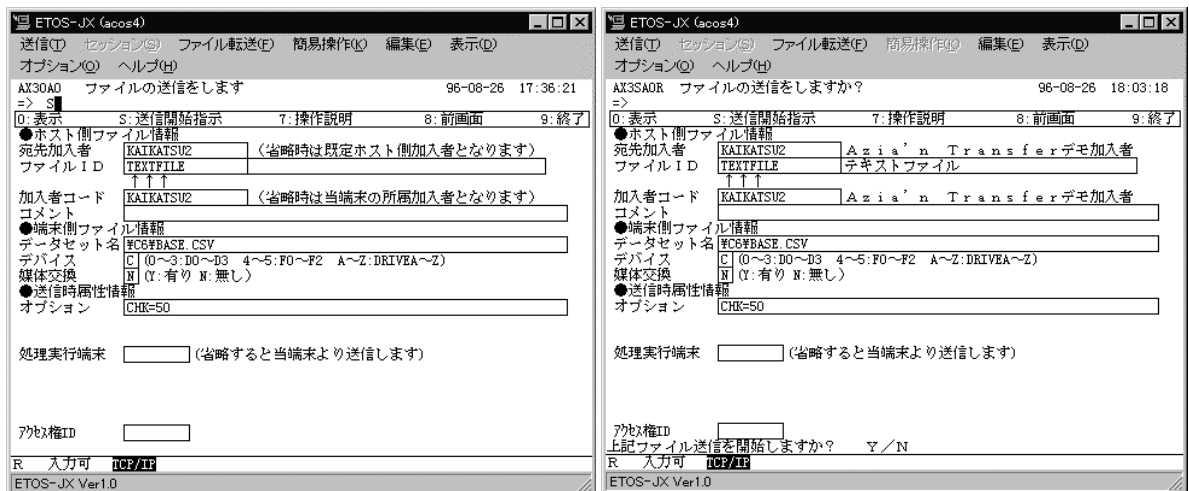 ETOS-JX (acos4)
送信(T) セッション(S) ファイル転送(F) 簡易操作(K) 編集(E) 表示(D)
オプション(O) ヘルプ(H)
AX30A0 ファイルの送信をします 96-08-26 17:36:21
=> S
0:表示 S:送信開始指示 7:操作説明 8:前画面 9:終了
●ホスト側ファイル情報
宛先加入者 KAIKATSU2 (省略時は既定ホスト側加入者となります)
ファイルID TEXTFILE
↑↑↑
加入者コード KAIKATSU2 (省略時は当端末の所属加入者となります)
コメント
●端末側ファイル情報
データセット名 ¥C6¥BASE.CSV
デバイス C (0～3:D0～D3 4～5:F0～F2 A～Z:DRIVEA～Z)
媒体交換 N (Y:有り N:無し)
●送信時属性情報
オプション CHK=50
処理実行端末 (省略すると当端末より送信します)
アクセス権ID
R 入力可 TCP/IP
ETOS-JX Ver1.0
ETOS-JX (acos4)
送信(T) セッション(S) ファイル転送(F) 簡易操作(K) 編集(E) 表示(D)
オプション(O) ヘルプ(H)
AX3SA0R ファイルの送信をしますか? 96-08-26 18:03:18
=>
0:表示 S:送信開始指示 7:操作説明 8:前画面 9:終了
●ホスト側ファイル情報
宛先加入者 KAIKATSU2 Azia'n Transferデモ加入者
ファイルID TEXTFILE テキストファイル
↑↑↑
加入者コード KAIKATSU2 Azia'n Transferデモ加入者
コメント
●端末側ファイル情報
データセット名 ¥C6¥BASE.CSV
デバイス C (0～3:D0～D3 4～5:F0～F2 A～Z:DRIVEA～Z)
媒体交換 N (Y:有り N:無し)
●送信時属性情報
オプション CHK=50
処理実行端末 (省略すると当端末より送信します)
アクセス権ID
上記ファイル送信を開始しますか? Y/N
R 入力可 TCP/IP
ETOS-JX Ver1.0